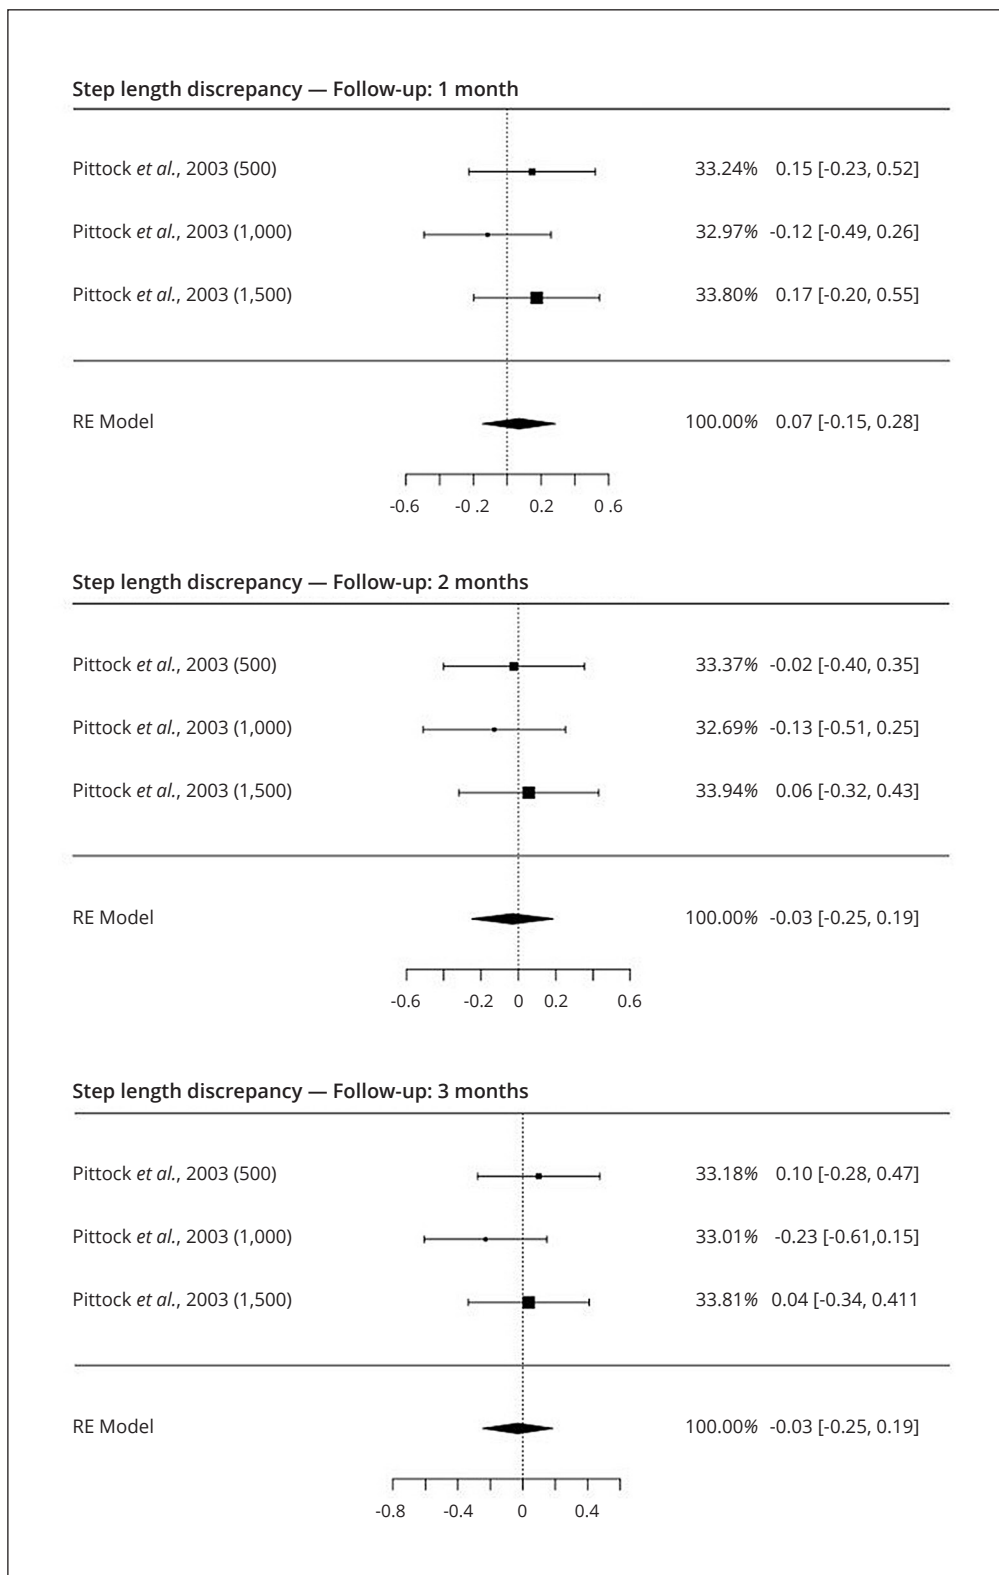 Step length discrepancy — Follow-up: 1 month
Pittock et al., 2003 (500) 33.24% 0.15 [-0.23, 0.52]
Pittock et al., 2003 (1,000) 32.97% -0.12 [-0.49, 0.26]
Pittock et al., 2003 (1,500) 33.80% 0.17 [-0.20, 0.55]
RE Model 100.00% 0.07 [-0.15, 0.28]
-0.6 -0 .2 0.2 0 .6
Step length discrepancy — Follow-up: 2 months
Pittock et al., 2003 (500) 33.37% -0.02 [-0.40, 0.35]
Pittock et al., 2003 (1,000) 32.69% -0.13 [-0.51, 0.25]
Pittock et al., 2003 (1,500) 33.94% 0.06 [-0.32, 0.43]
RE Model 100.00% -0.03 [-0.25, 0.19]
-0.6 -0.2 0 0.2 0.6
Step length discrepancy — Follow-up: 3 months
Pittock et al., 2003 (500) 33.18% 0.10 [-0.28, 0.47]
Pittock et al., 2003 (1,000) 33.01% -0.23 [-0.61,0.15]
Pittock et al., 2003 (1,500) 33.81% 0.04 [-0.34, 0.411
RE Model 100.00% -0.03 [-0.25, 0.19]
-0.8 -0.4 0 0.4